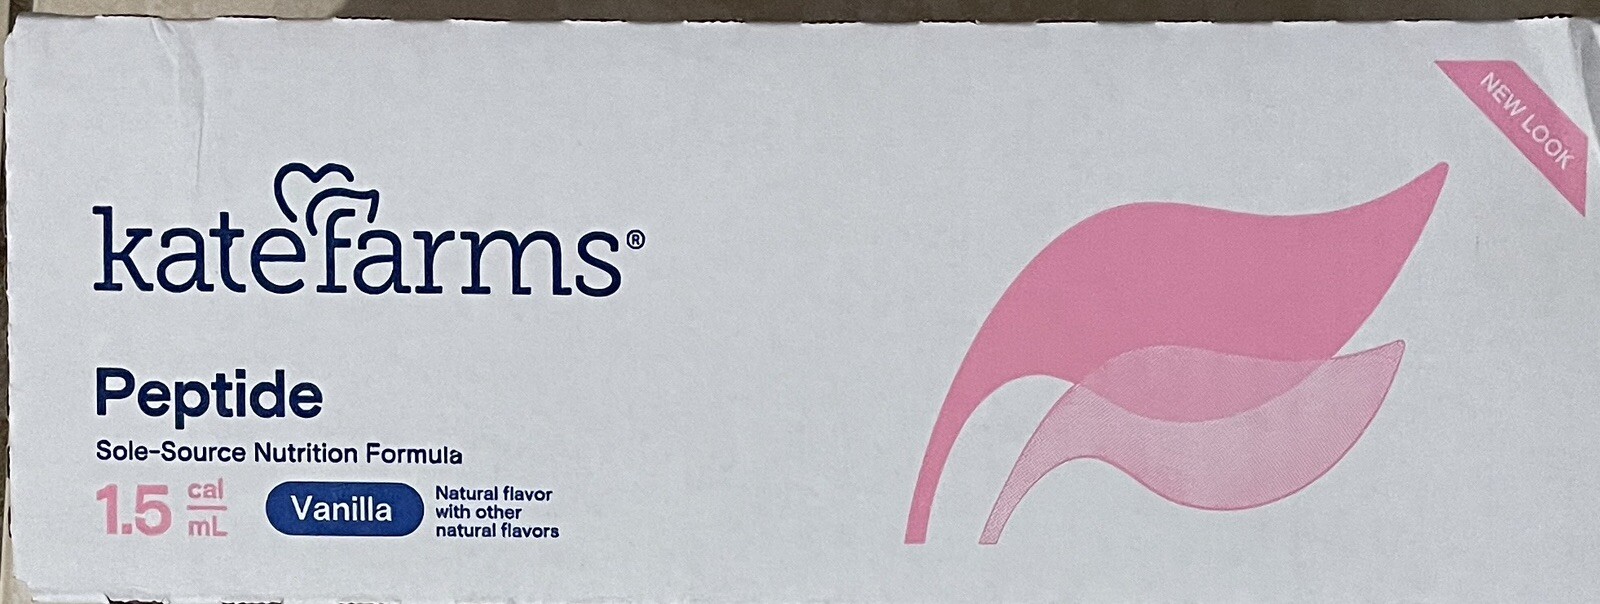 NEW LOOK
katefarms®
Peptide
Sole-Source Nutrition Formula
1.5 cal/mL
Vanilla
Natural flavor
with other
natural flavors